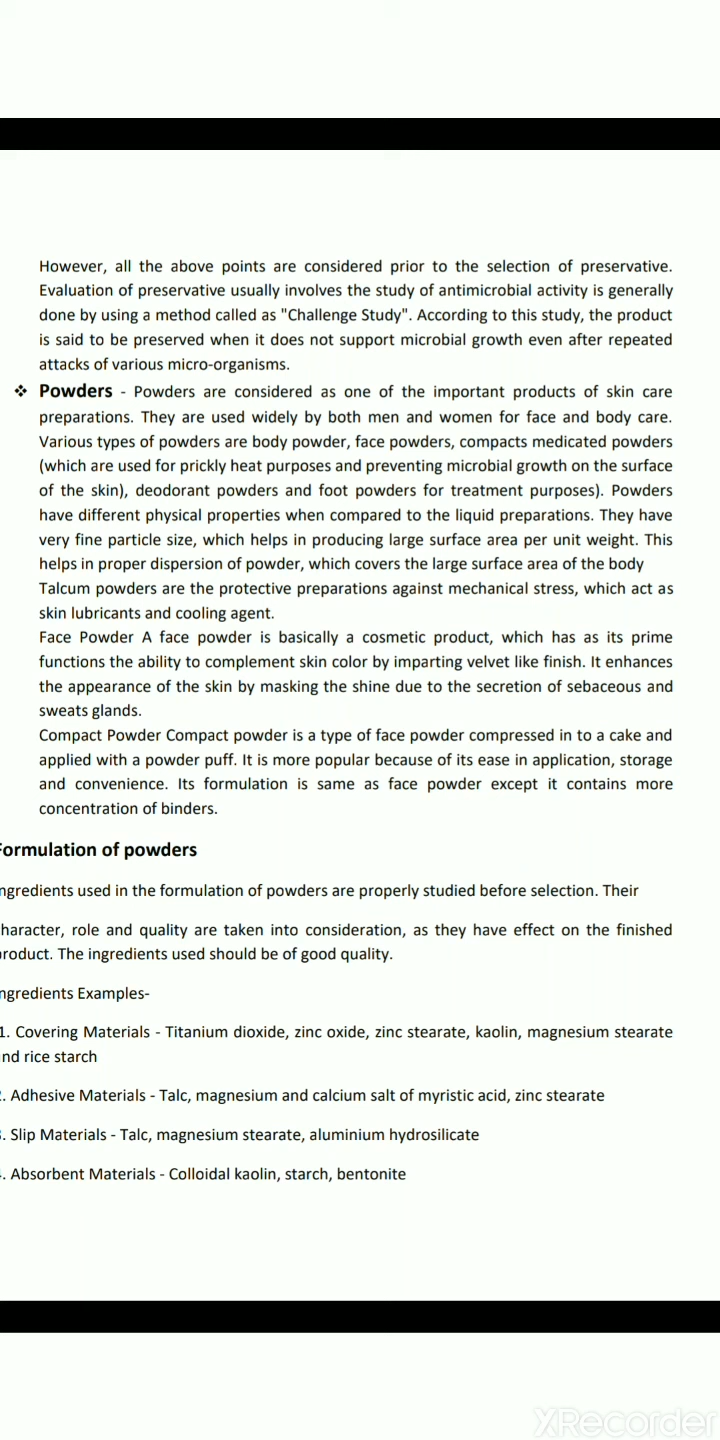 However, all the above points are considered prior to the selection of preservative.
Evaluation of preservative usually involves the study of antimicrobial activity is generally
done by using a method called as "Challenge Study". According to this study, the product
is said to be preserved when it does not support microbial growth even after repeated
attacks of various micro-organisms.
❖ Powders - Powders are considered as one of the important products of skin care
preparations. They are used widely by both men and women for face and body care.
Various types of powders are body powder, face powders, compacts medicated powders
(which are used for prickly heat purposes and preventing microbial growth on the surface
of the skin), deodorant powders and foot powders for treatment purposes). Powders
have different physical properties when compared to the liquid preparations. They have
very fine particle size, which helps in producing large surface area per unit weight. This
helps in proper dispersion of powder, which covers the large surface area of the body
Talcum powders are the protective preparations against mechanical stress, which act as
skin lubricants and cooling agent.
Face Powder A face powder is basically a cosmetic product, which has as its prime
functions the ability to complement skin color by imparting velvet like finish. It enhances
the appearance of the skin by masking the shine due to the secretion of sebaceous and
sweats glands.
Compact Powder Compact powder is a type of face powder compressed in to a cake and
applied with a powder puff. It is more popular because of its ease in application, storage
and convenience. Its formulation is same as face powder except it contains more
concentration of binders.
Formulation of powders
ngredients used in the formulation of powders are properly studied before selection. Their
haracter, role and quality are taken into consideration, as they have effect on the finished
product. The ingredients used should be of good quality.
ngredients Examples-
1. Covering Materials - Titanium dioxide, zinc oxide, zinc stearate, kaolin, magnesium stearate
nd rice starch
. Adhesive Materials - Talc, magnesium and calcium salt of myristic acid, zinc stearate
. Slip Materials - Talc, magnesium stearate, aluminium hydrosilicate
. Absorbent Materials - Colloidal kaolin, starch, bentonite
XRecorder